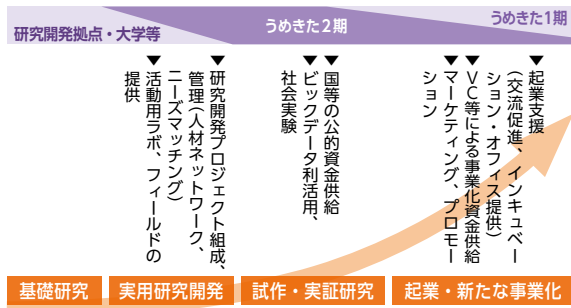 研究開発拠点・大学等
うめきた2期
うめきた1期
▼研究開発プロジェクト組成、
管理(人材ネットワーク、
ニーズマッチング)
▼活動用ラボ、フィールドの
提供
▼国等の公的資金供給
▼ビックデータ利活用、
社会実験
▼起業支援
(交流促進、インキュベー
ション・オフィス提供)
▼VC等による事業化資金供給
▼マーケティング、プロモー
ション
基礎研究
実用研究開発
試作・実証研究
起業・新たな事業化